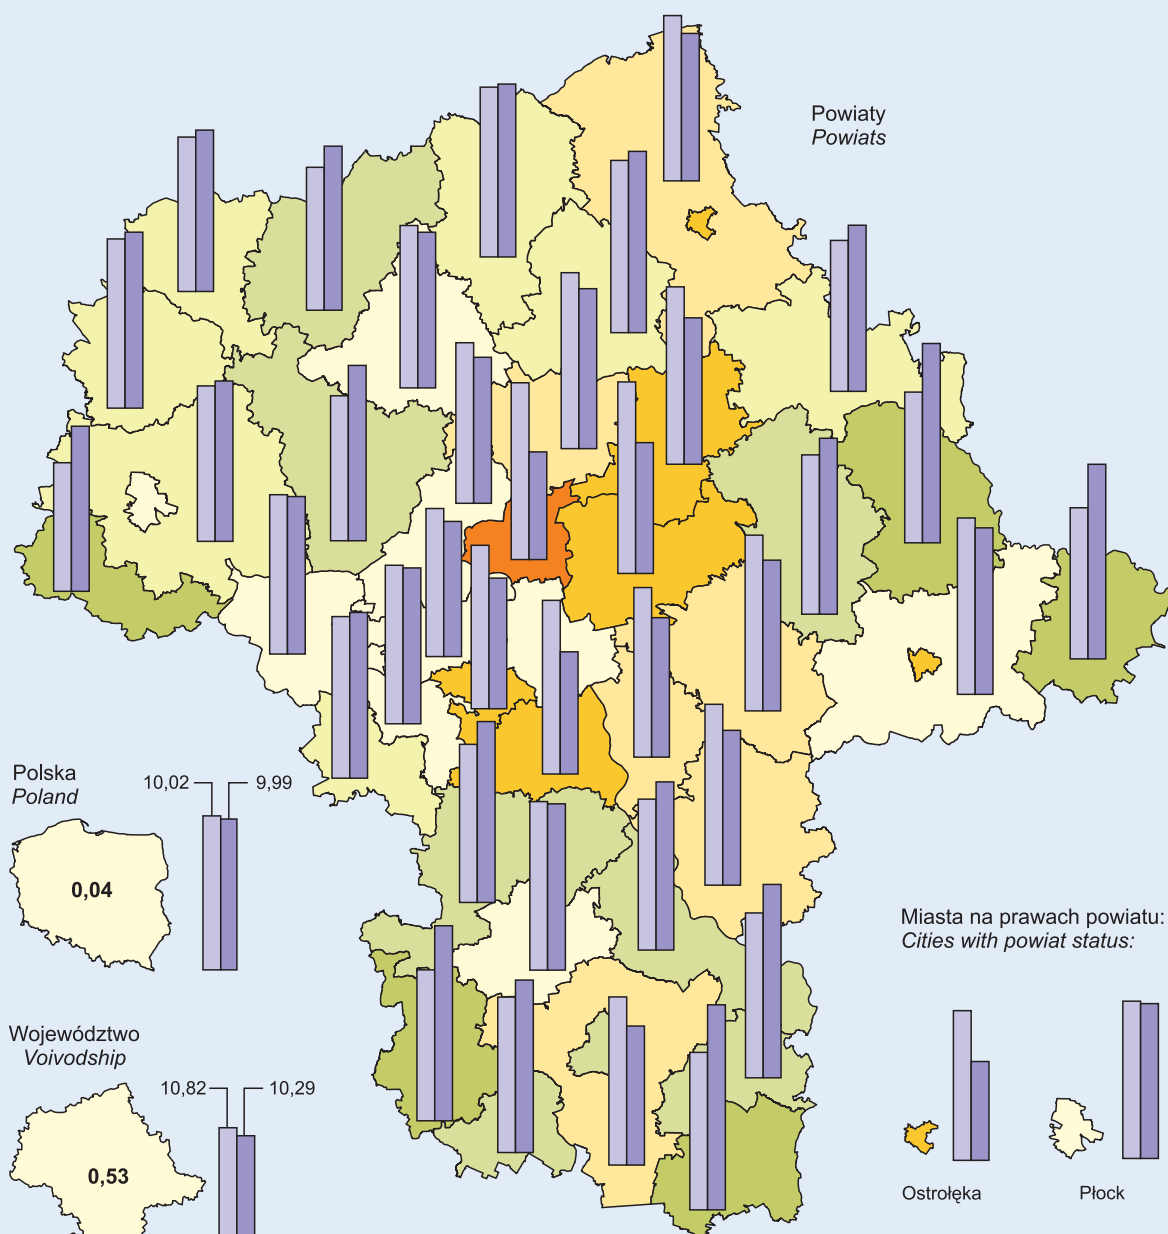 Powiaty
Powiats
Polska
Poland
10,02
9,99
0,04
Województwo
Voivodship
10,82
10,29
0,53
Miasta na prawach powiatu:
Cities with powiat status:
Ostrołęka
Płock